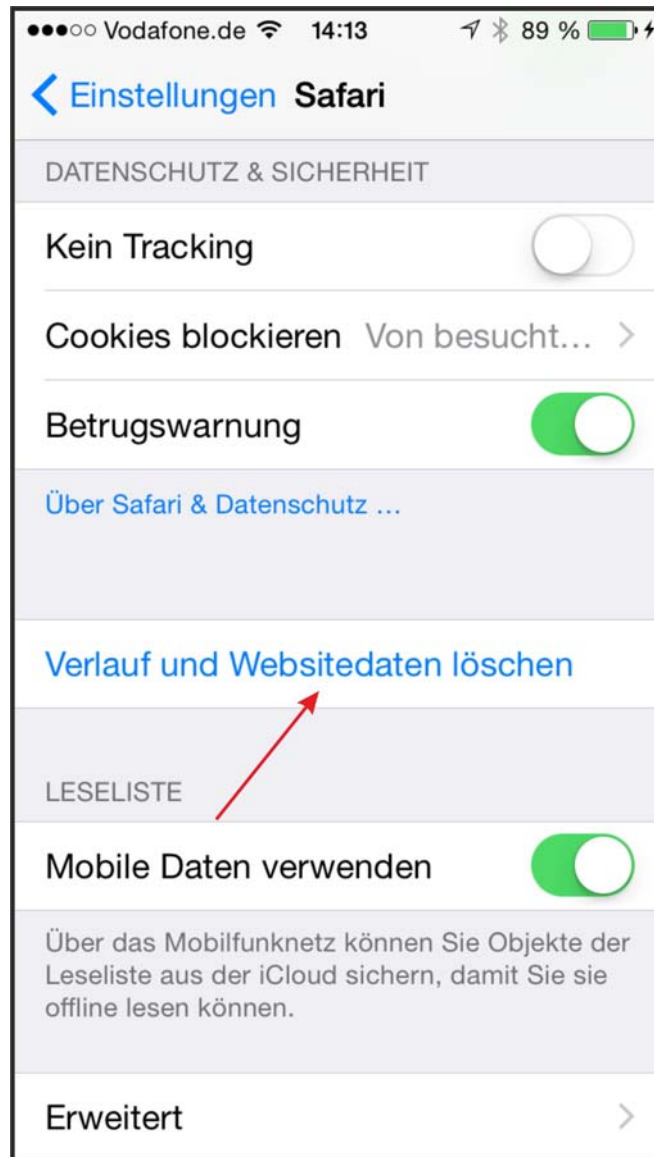 Vodafone.de 14:13 89 %
Einstellungen Safari
DATENSCHUTZ & SICHERHEIT
Kein Tracking
Cookies blockieren Von besucht...
Betrugswarnung
Über Safari & Datenschutz ...
Verlauf und Websitedaten löschen
LESELISTE
Mobile Daten verwenden
Über das Mobilfunknetz können Sie Objekte der
Leseliste aus der iCloud sichern, damit Sie sie
offline lesen können.
Erweitert